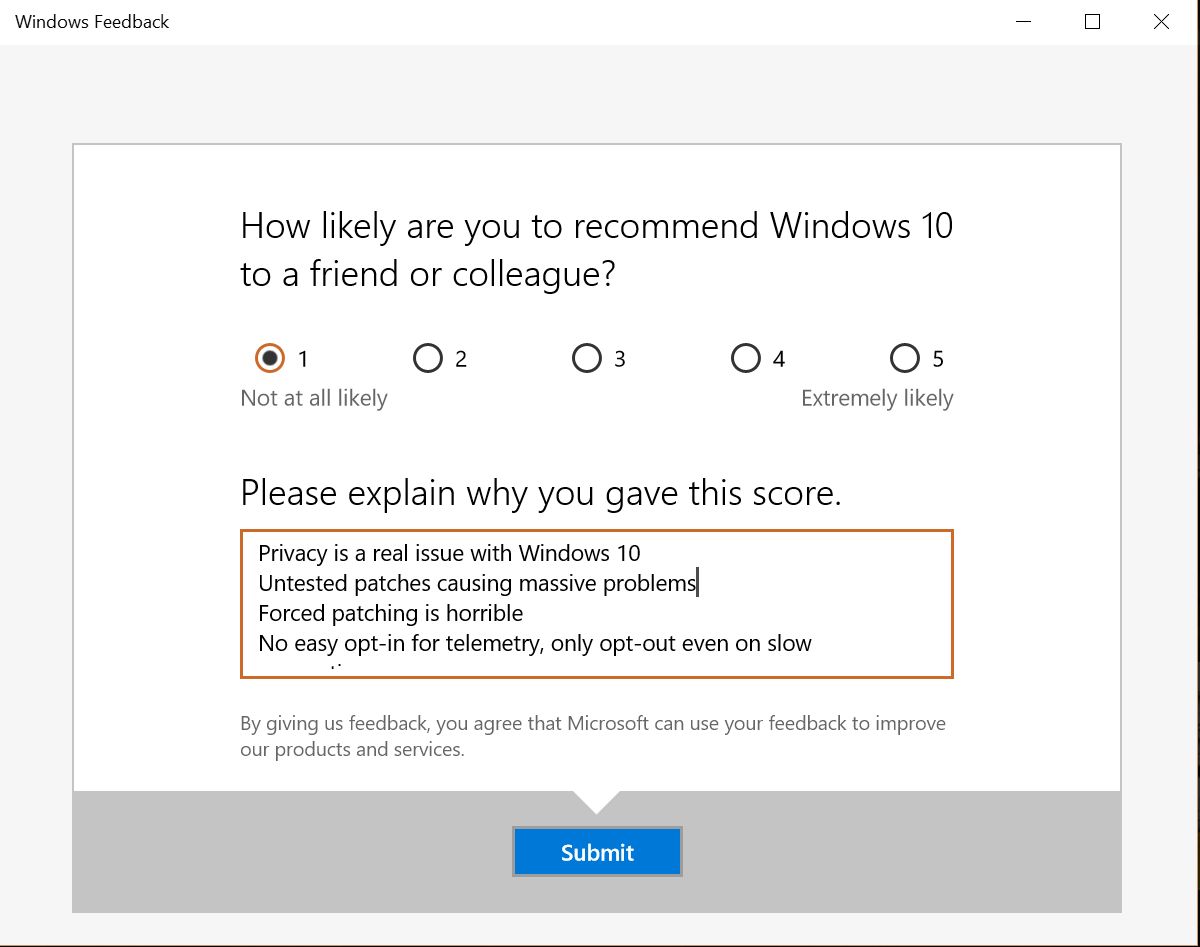 Windows Feedback
How likely are you to recommend Windows 10
to a friend or colleague?
1 2 3 4 5
Not at all likely Extremely likely
Please explain why you gave this score.
Privacy is a real issue with Windows 10
Untested patches causing massive problems
Forced patching is horrible
No easy opt-in for telemetry, only opt-out even on slow
By giving us feedback, you agree that Microsoft can use your feedback to improve
our products and services.
Submit